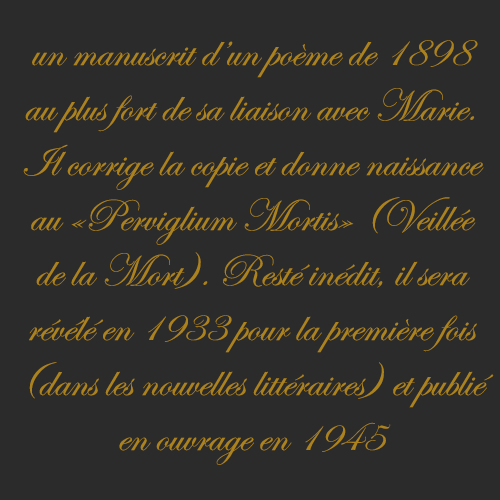 un manuscrit d'un poème de 1898
au plus fort de sa liaison avec Marie.
Il corrige la copie et donne naissance
au «Perviglium Mortis» (Veillée
de la Mort). Resté inédit, il sera
révélé en 1933 pour la première fois
(dans les nouvelles littéraires) et publié
en ouvrage en 1945